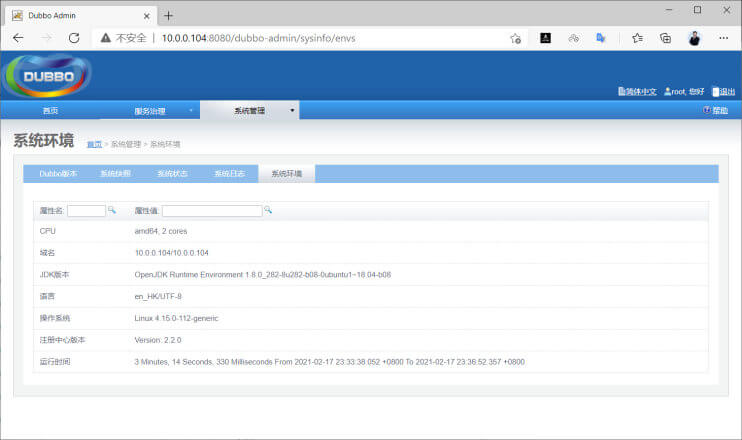 Dubbo Admin
不安全 | 10.0.0.104:8080/dubbo-admin/sysinfo/envs
DUBBO
简体中文 root, 您好 退出
首页 服务治理 系统管理 帮助
系统环境 首页 > 系统管理 > 系统环境
Dubbo版本 系统快照 系统状态 系统日志 系统环境
属性名: 属性值:
CPU amd64, 2 cores
域名 10.0.0.104/10.0.0.104
JDK版本 OpenJDK Runtime Environment 1.8.0_282-8u282-b08-0ubuntu1~18.04-b08
语言 en_HK/UTF-8
操作系统 Linux 4.15.0-112-generic
注册中心版本 Version: 2.2.0
运行时间 3 Minutes, 14 Seconds, 330 Milliseconds From 2021-02-17 23:33:38.052 +0800 To 2021-02-17 23:36:52.357 +0800